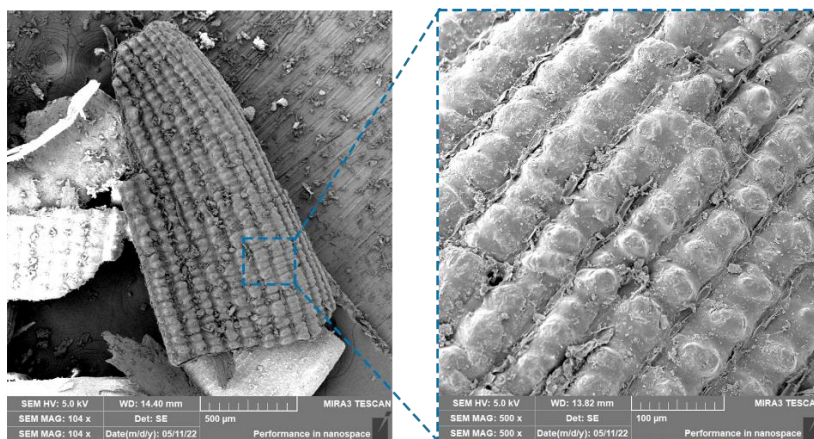 SEM HV: 5.0 kV WD: 14.40 mm MIRA3 TESCAN
SEM MAG: 104 x Det: SE 500 µm
SEM MAG: 104 x Date(m/d/y): 05/11/22 Performance in nanospace
SEM HV: 5.0 kV WD: 13.82 mm MIRA3 TESCAN
SEM MAG: 500 x Det: SE 100 µm
SEM MAG: 500 x Date(m/d/y): 05/11/22 Performance in nanospace